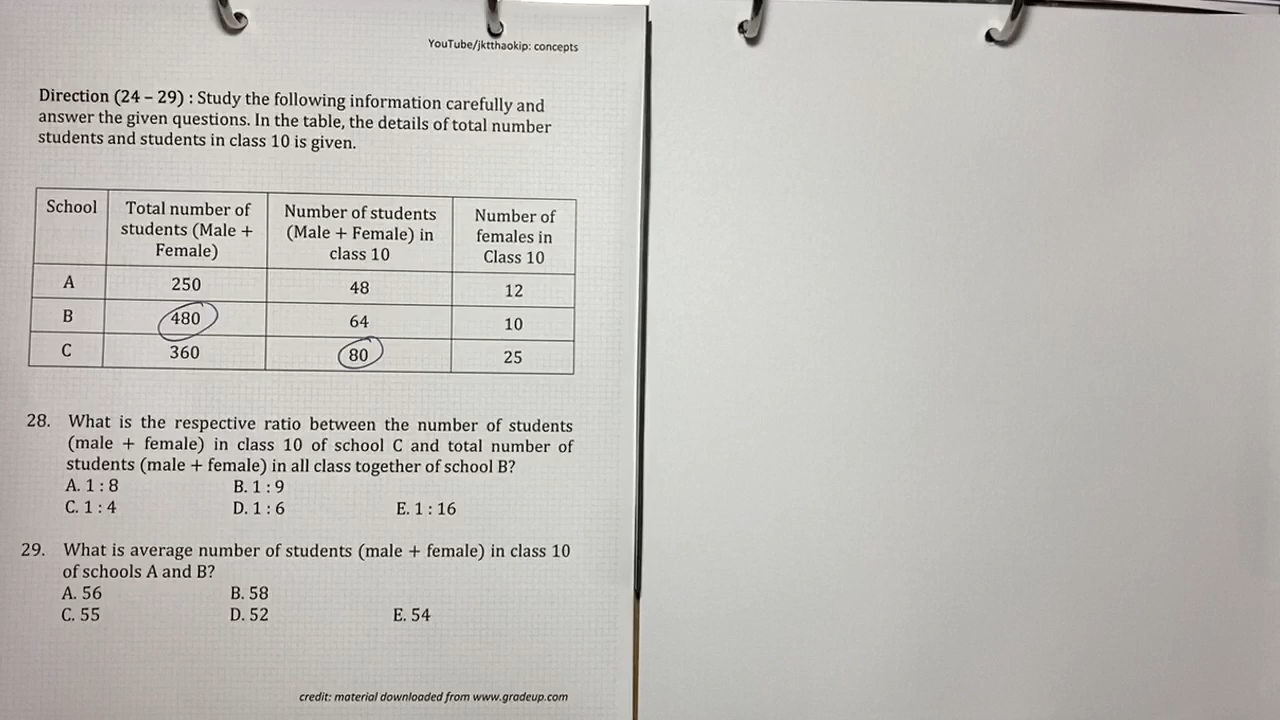 YouTube/jktthaokip: concepts
Direction (24 – 29) : Study the following information carefully and
answer the given questions. In the table, the details of total number
students and students in class 10 is given.
School
Total number of
students (Male +
Female)
Number of students
(Male + Female) in
class 10
Number of
females in
Class 10
A 250 48 12
B 480 64 10
C 360 80 25
28. What is the respective ratio between the number of students
(male + female) in class 10 of school C and total number of
students (male + female) in all class together of school B?
A. 1 : 8 B. 1 : 9
C. 1 : 4 D. 1 : 6 E. 1 : 16
29. What is average number of students (male + female) in class 10
of schools A and B?
A. 56 B. 58
C. 55 D. 52 E. 54
credit: material downloaded from www.gradeup.com